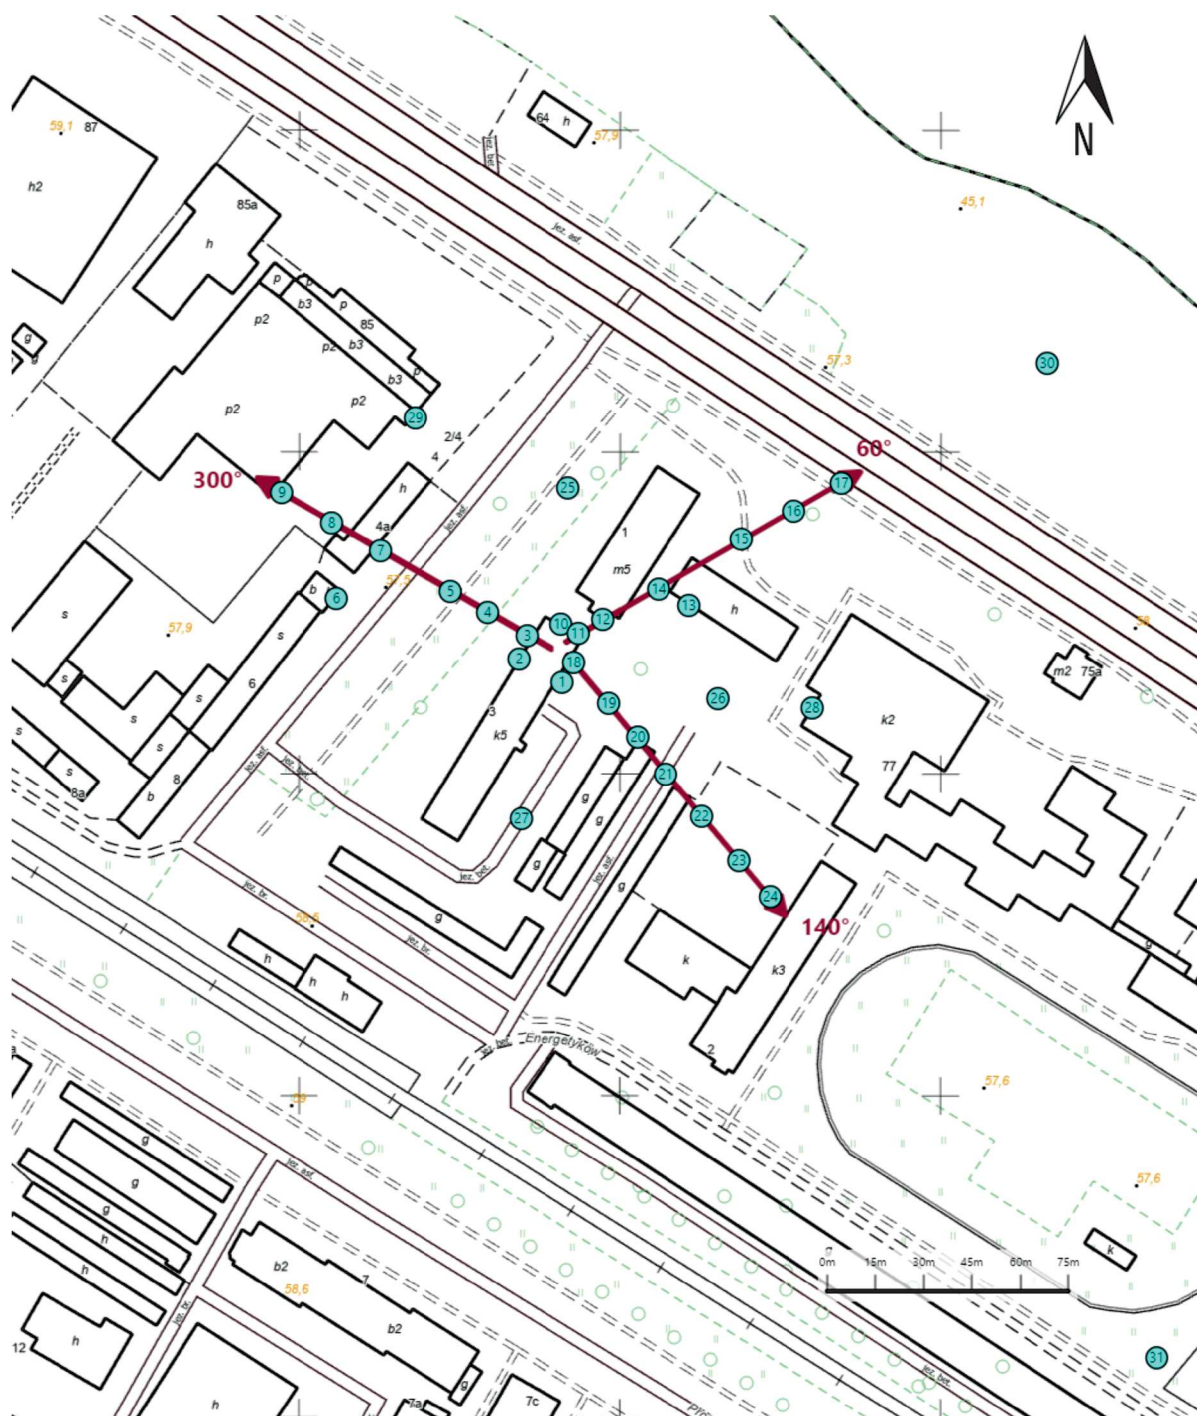 64 h
57,9
N
59,1 87
jez. bet.
h2
85a
45,1
h
jez. asf.
p p
b3 p
p2 85
p2 b3
57,3
g
b3 p
30
p2 p2
29
2/4
4
60°
300°
h
25
17
9
16
8
4a
jez. asf.
1
15
7
m5
s
b 6
57,5
5
14
13 h
57,9
s
4
10 12
11
58
3
2
18
m2 75a
s
6
1
19
26
28
s
3
k5
k2
s
20
s
jez. asf.
jez. bet.
21
77
s
8
8a
b
g
27
g
22
23
jez. bet.
g
jez. asf.
g
24
jez. br.
58,5
g
140°
jez. br.
h
k
k3
g
h h
jez. bet.
Energetyków
2
57,6
59
g
jez. asf.
g
57,6
g
h
k
h
b2
7
g
0m 15m 30m 45m 60m 75m
58,6
jez. br.
b2
12 h
31
g
jez. bet.
h
7a
7c